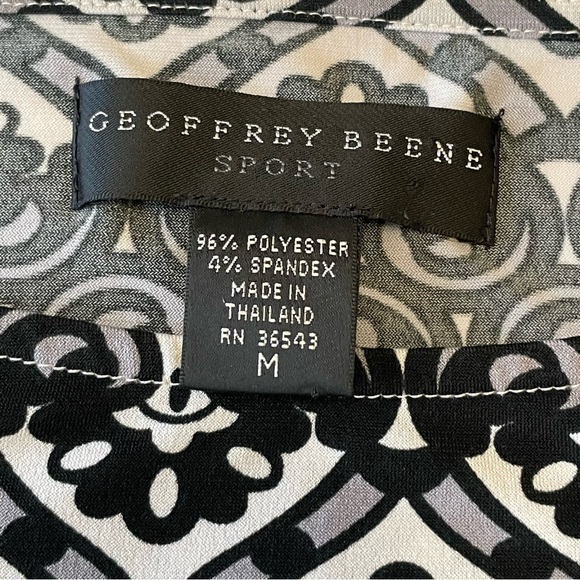 GEOFFREY BEENE
SPORT
96% POLYESTER
4% SPANDEX
MADE IN
THAILAND
RN 36543
M